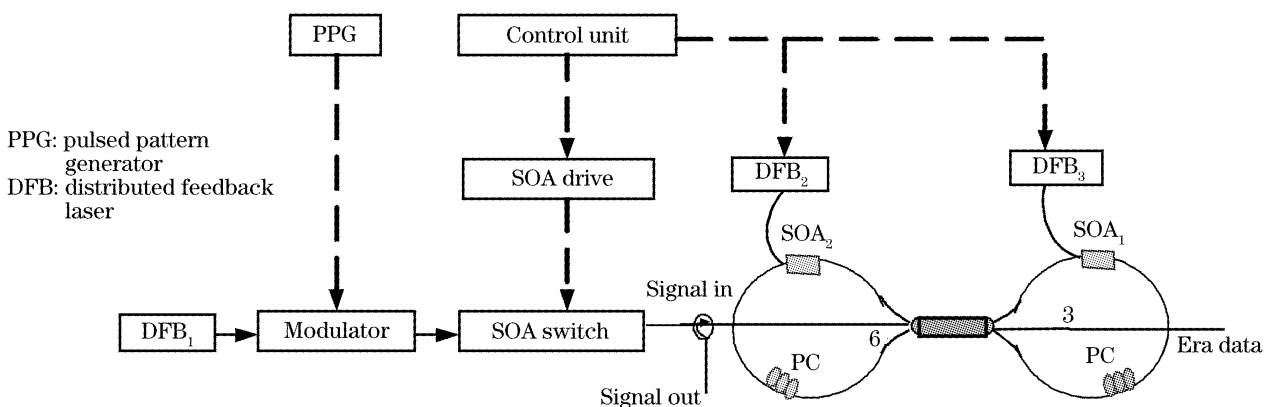 PPG
Control unit
PPG: pulsed pattern
generator
DFB: distributed feedback
laser
SOA drive
DFB2
DFB3
SOA2
SOA1
Signal in
DFB1
Modulator
SOA switch
6
3
Era data
PC
PC
Signal out